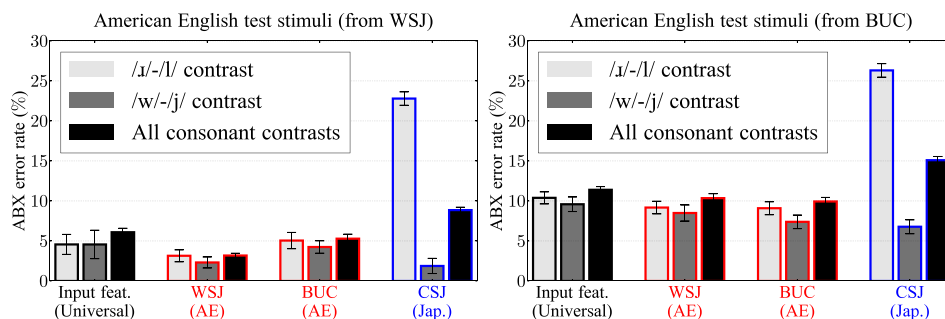 American English test stimuli (from WSJ)
ABX error rate (%)
30
25
20
15
10
5
0
/ɹ/-/l/ contrast
/w/-/j/ contrast
All consonant contrasts
Input feat.
(Universal)
WSJ
(AE)
BUC
(AE)
CSJ
(Jap.)
American English test stimuli (from BUC)
ABX error rate (%)
30
25
20
15
10
5
0
/ɹ/-/l/ contrast
/w/-/j/ contrast
All consonant contrasts
Input feat.
(Universal)
WSJ
(AE)
BUC
(AE)
CSJ
(Jap.)